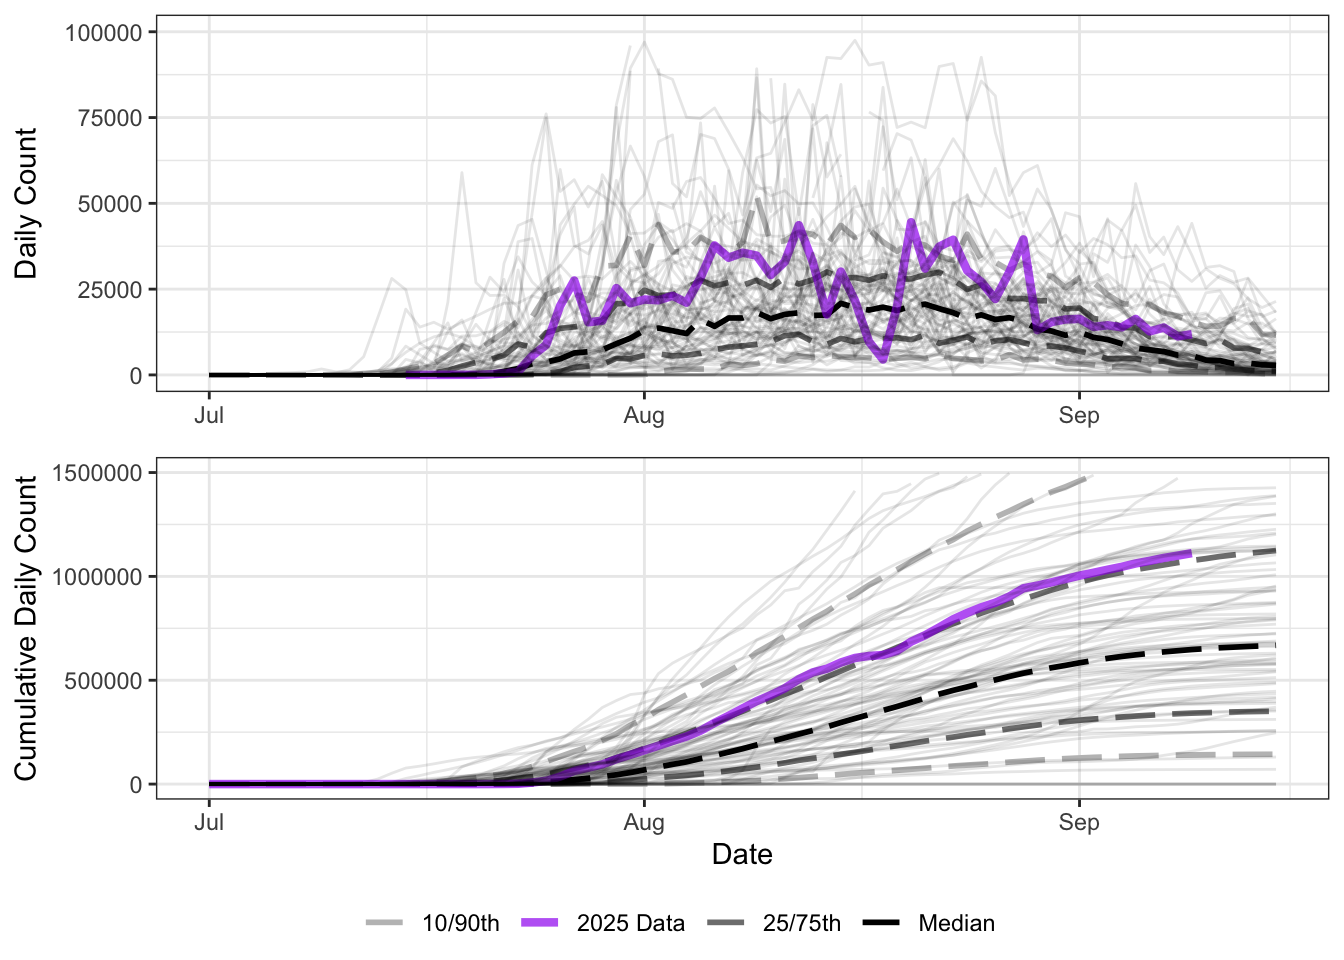 100000
75000
50000
25000
0
Daily Count
Jul Aug Sep
1500000
1000000
500000
0
Cumulative Daily Count
Jul Aug Sep
Date
10/90th 2025 Data 25/75th Median